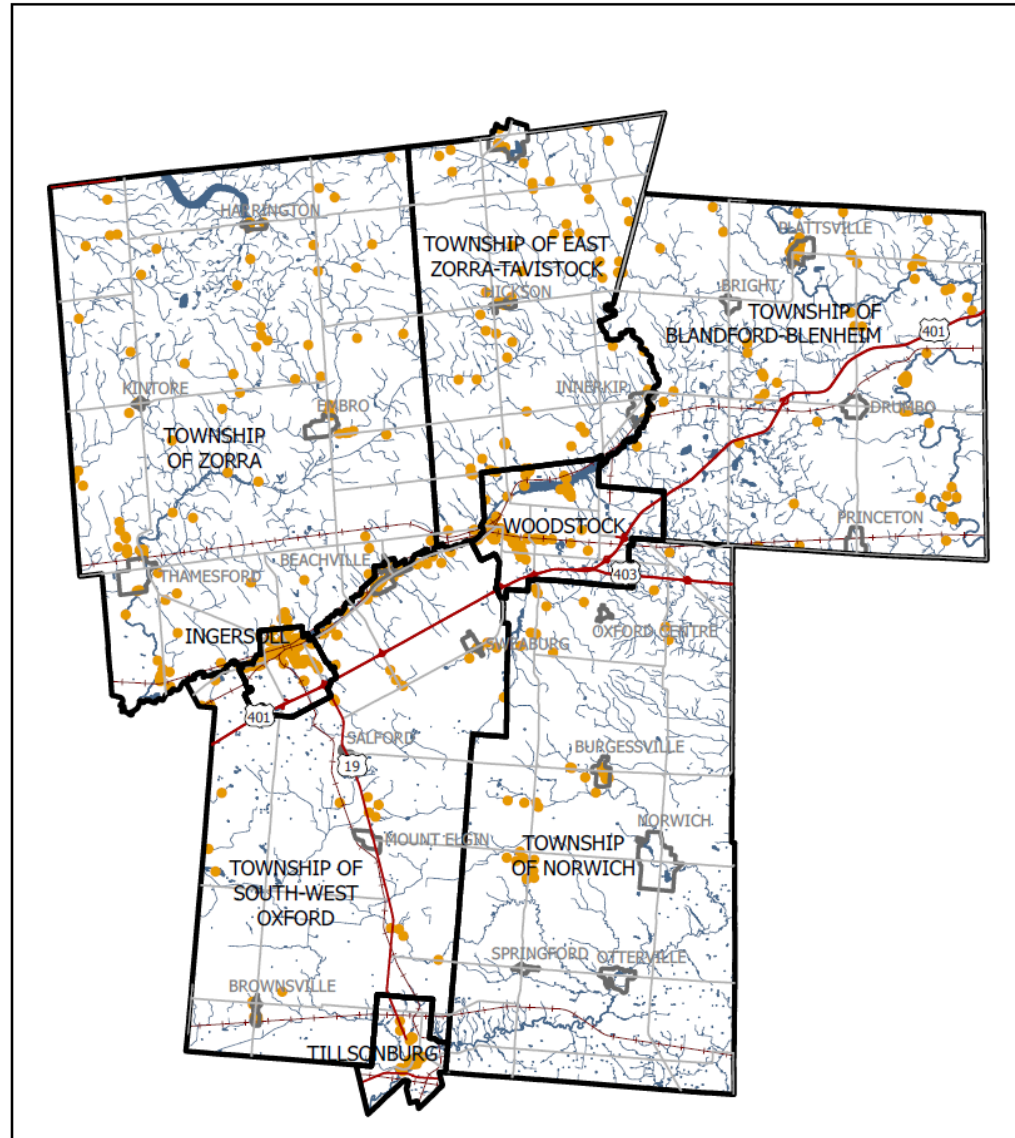 HARRINGTON
TOWNSHIP OF EAST
ZORRA-TAVISTOCK
HICKSON
PLATTSVILLE
BRIGHT
TOWNSHIP OF
BLANDFORD-BLENHEIM
401
KINTORE
EMBRO
INNERKIP
DRUMBO
TOWNSHIP
OF ZORRA
WOODSTOCK
PRINCETON
THAMESFORD
BEACHVILLE
403
INGERSOLL
SWEABURG
OXFORD CENTRE
401
SALFORD
19
BURGESSVILLE
MOUNT ELGIN
NORWICH
TOWNSHIP
OF NORWICH
TOWNSHIP OF
SOUTH-WEST
OXFORD
SPRINGFORD
OTTERVILLE
BROWNSVILLE
TILLSONBURG